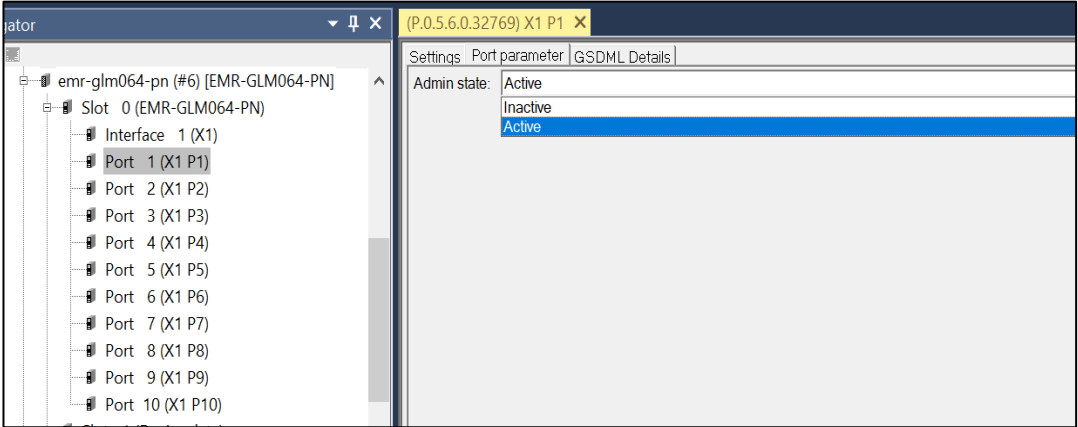 gator
emr-glm064-pn (#6) [EMR-GLM064-PN]
Slot 0 (EMR-GLM064-PN)
Interface 1 (X1)
Port 1 (X1 P1)
Port 2 (X1 P2)
Port 3 (X1 P3)
Port 4 (X1 P4)
Port 5 (X1 P5)
Port 6 (X1 P6)
Port 7 (X1 P7)
Port 8 (X1 P8)
Port 9 (X1 P9)
Port 10 (X1 P10)
(P.0.5.6.0.32769) X1 P1
Settings Port parameter GSDML Details
Admin state: Active
Inactive
Active